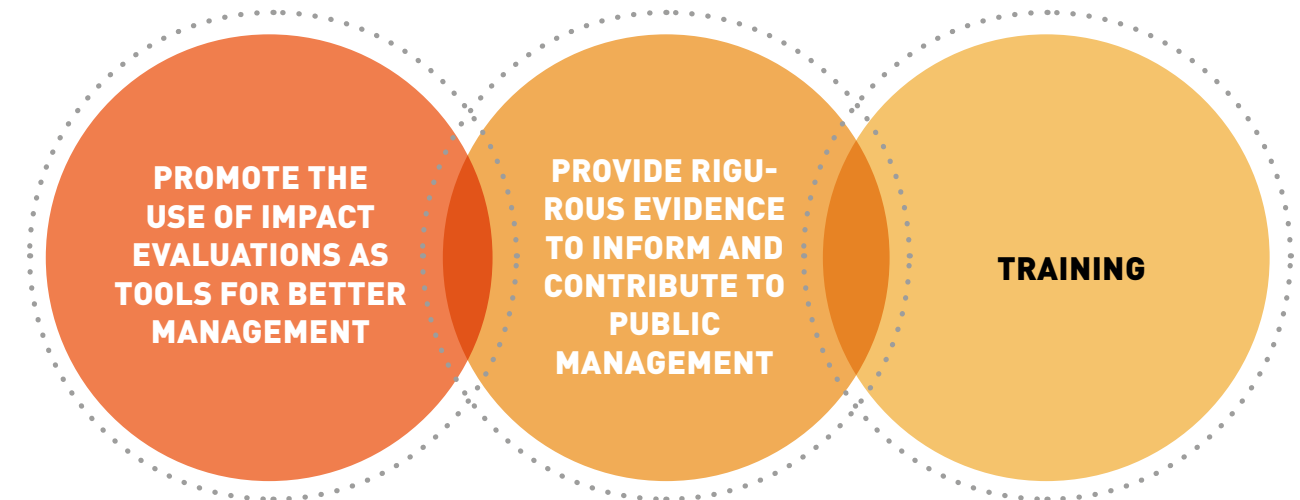 PROMOTE THE
USE OF IMPACT
EVALUATIONS AS
TOOLS FOR BETTER
MANAGEMENT
PROVIDE RIGU-
ROUS EVIDENCE
TO INFORM AND
CONTRIBUTE TO
PUBLIC
MANAGEMENT
TRAINING